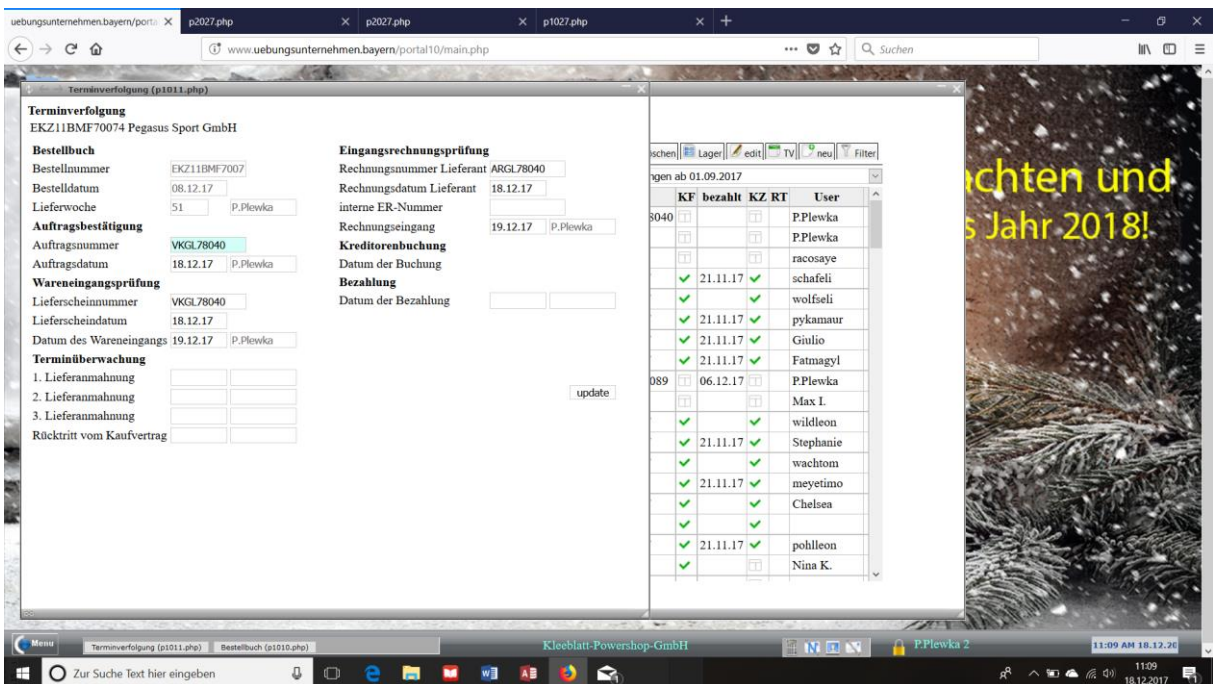 uebungsunternehmen.bayern/porta
p2027.php
p2027.php
p1027.php
www.uebungsunternehmen.bayern/portal10/main.php
Suchen
Terminverfolgung (p1011.php)
Terminverfolgung
EKZ11BMF70074 Pegasus Sport GmbH
Bestellbuch
Bestellnummer EKZ11BMF7007
Bestelldatum 08.12.17
Lieferwoche 51 P.Plewka
Auftragsbestätigung
Auftragsnummer VKGL78040
Auftragsdatum 18.12.17 P.Plewka
Wareneingangsprüfung
Lieferscheinnummer VKGL78040
Lieferscheindatum 18.12.17
Datum des Wareneingangs 19.12.17 P.Plewka
Terminüberwachung
1. Lieferanmahnung
2. Lieferanmahnung
3. Lieferanmahnung
Rücktritt vom Kaufvertrag
Eingangsrechnungsprüfung
Rechnungsnummer Lieferant ARGL78040
Rechnungsdatum Lieferant 18.12.17
interne ER-Nummer
Rechnungseingang 19.12.17 P.Plewka
Kreditorenbuchung
Datum der Buchung
Bezahlung
Datum der Bezahlung
update
schen Lager edit TV neu Filter
ngen ab 01.09.2017
KF bezahlt KZ RT User
8040 P.Plewka
P.Plewka
racosaye
21.11.17 schafeli
wolfseli
21.11.17 pykamaur
21.11.17 Giulio
21.11.17 Fatmagyl
089 06.12.17 P.Plewka
Max I.
wildleon
21.11.17 Stephanie
wachtom
21.11.17 meyetimo
Chelsea
21.11.17 pohlleon
Nina K.
chten und
s Jahr 2018!
Menu
Terminverfolgung (p1011.php)
Bestellbuch (p1010.php)
Kleeblatt-Powershop-GmbH
P.Plewka 2
11:09 AM 18.12.20
Zur Suche Text hier eingeben
11:09
18.12.2017